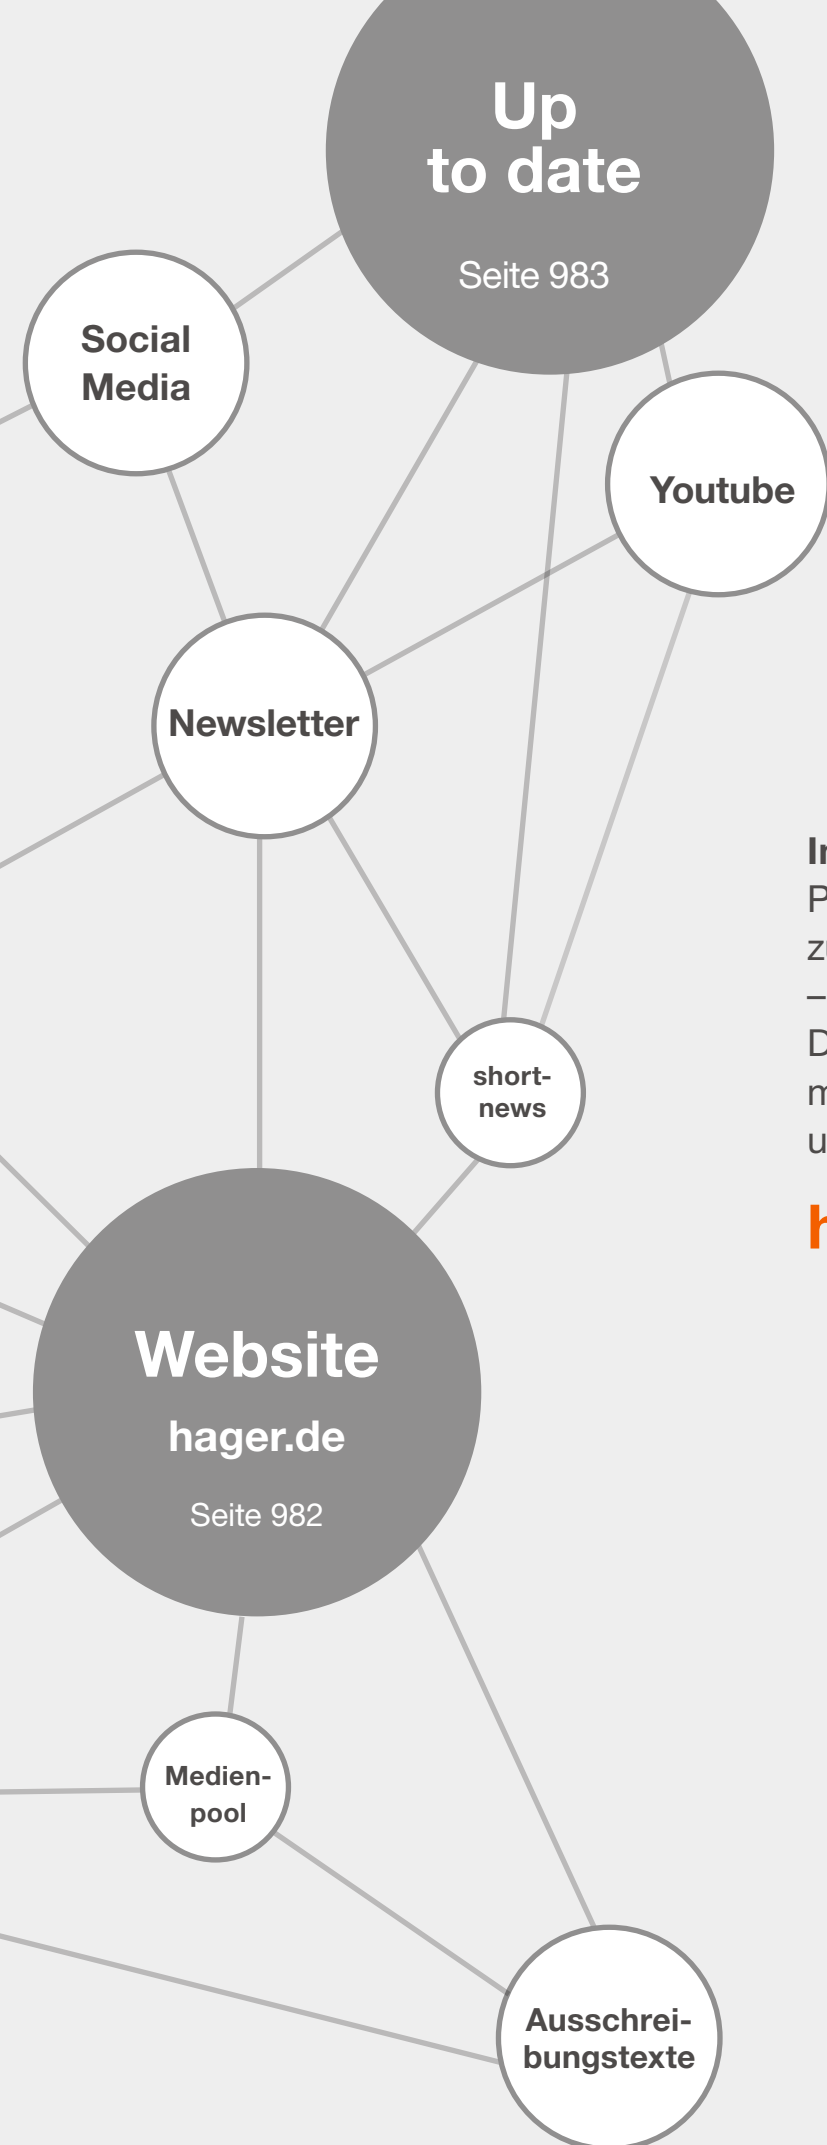 Up
to date
Seite 983
Social
Media
Youtube
Newsletter
short-
news
Website
hager.de
Seite 982
Medien-
pool
Ausschrei-
bungstexte